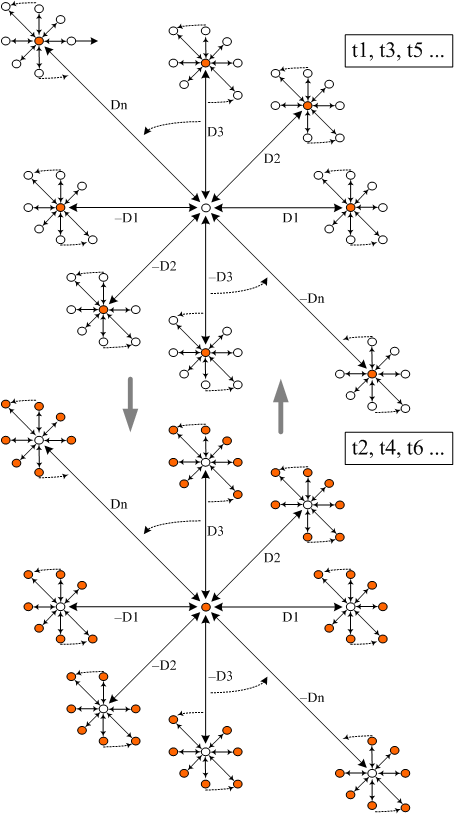 t1, t3, t5 ...
Dn
D3
D2
–D1
D1
–D2
–D3
–Dn
t2, t4, t6 ...
Dn
D3
D2
–D1
D1
–D2
–D3
–Dn